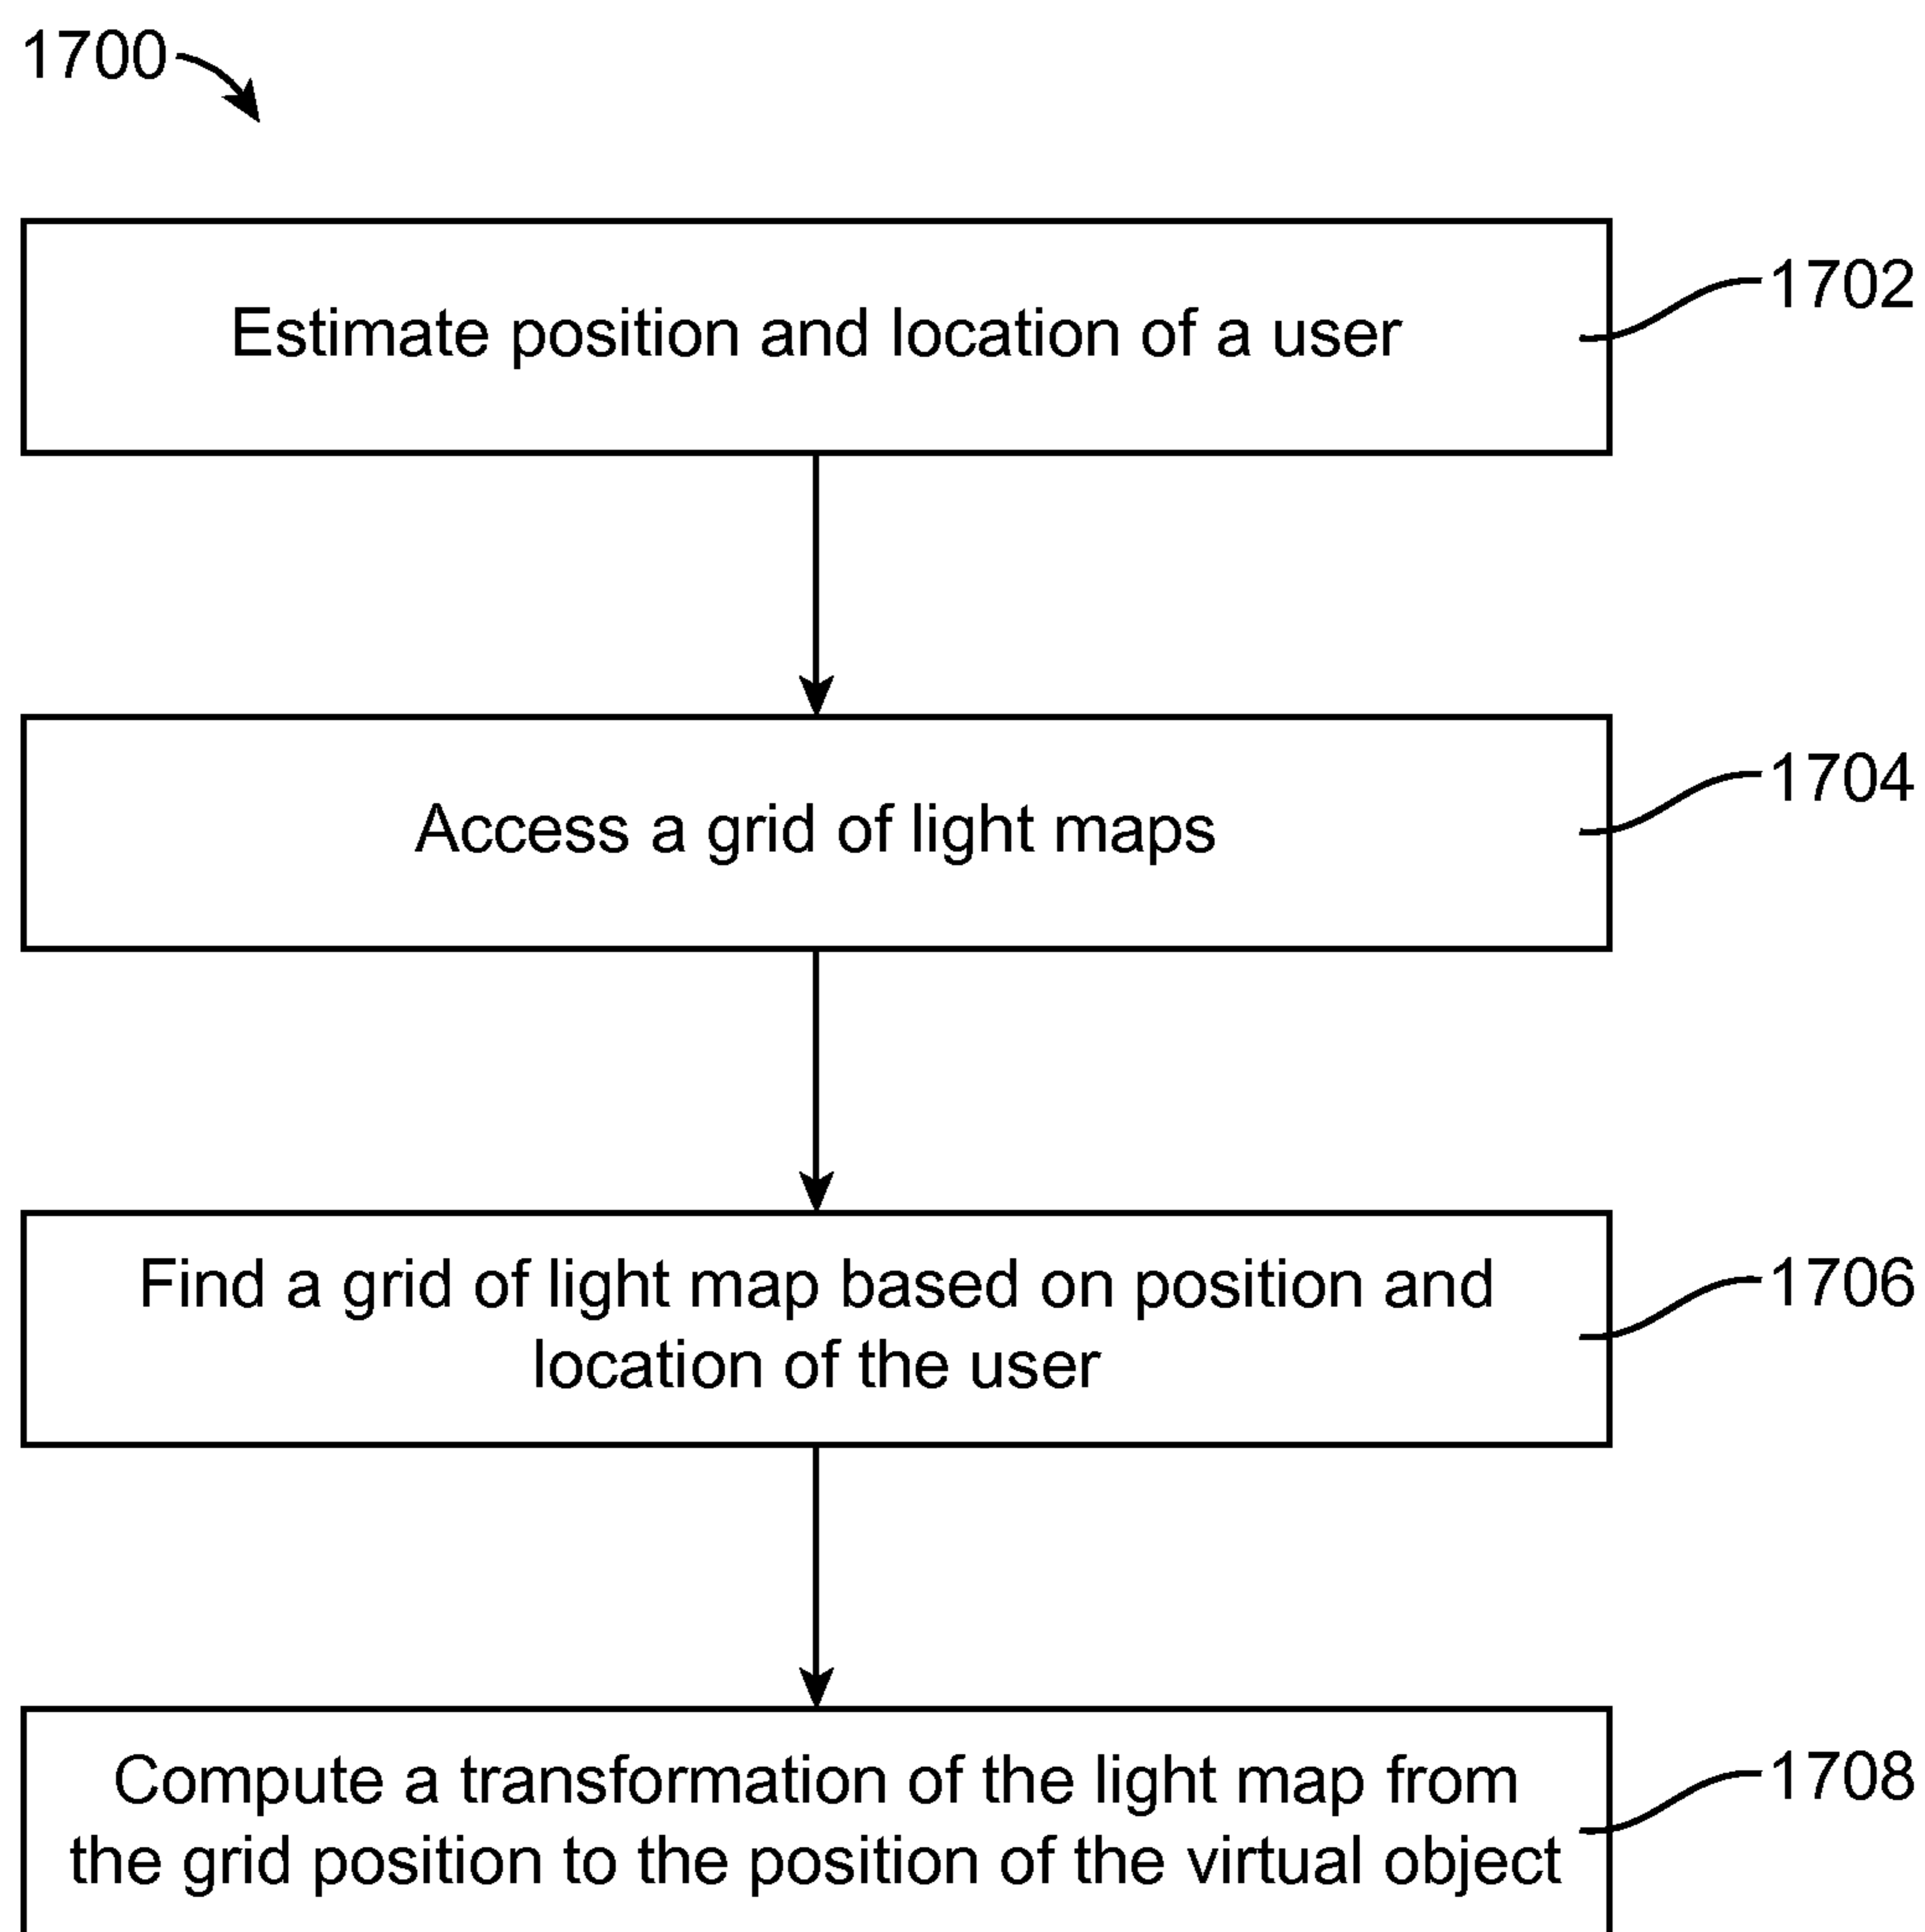 1700
Estimate position and location of a user
1702
Access a grid of light maps
1704
Find a grid of light map based on position and
location of the user
1706
Compute a transformation of the light map from
the grid position to the position of the virtual object
1708